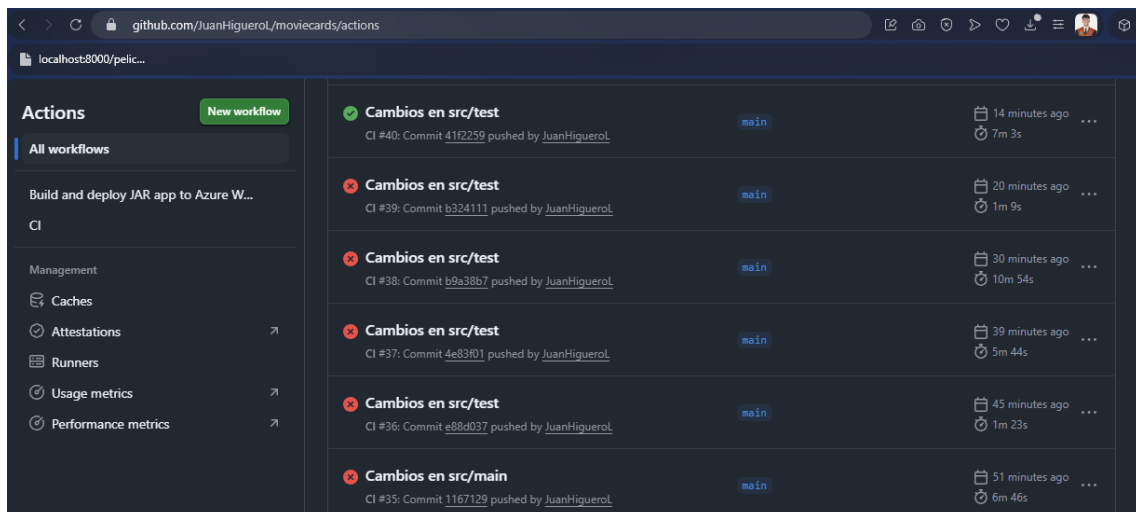 github.com/JuanHigueroL/moviecards/actions
localhost:8000/pelic...
Actions
New workflow
All workflows
Build and deploy JAR app to Azure W...
CI
Management
Caches
Attestations
Runners
Usage metrics
Performance metrics
Cambios en src/test
main
14 minutes ago
CI #40: Commit 41f2259 pushed by JuanHigueroL
7m 3s
Cambios en src/test
main
20 minutes ago
CI #39: Commit b324111 pushed by JuanHigueroL
1m 9s
Cambios en src/test
main
30 minutes ago
CI #38: Commit b9a38b7 pushed by JuanHigueroL
10m 54s
Cambios en src/test
main
39 minutes ago
CI #37: Commit 4e83f01 pushed by JuanHigueroL
5m 44s
Cambios en src/test
main
45 minutes ago
CI #36: Commit e88d037 pushed by JuanHigueroL
1m 23s
Cambios en src/main
main
51 minutes ago
CI #35: Commit 1167129 pushed by JuanHigueroL
6m 46s